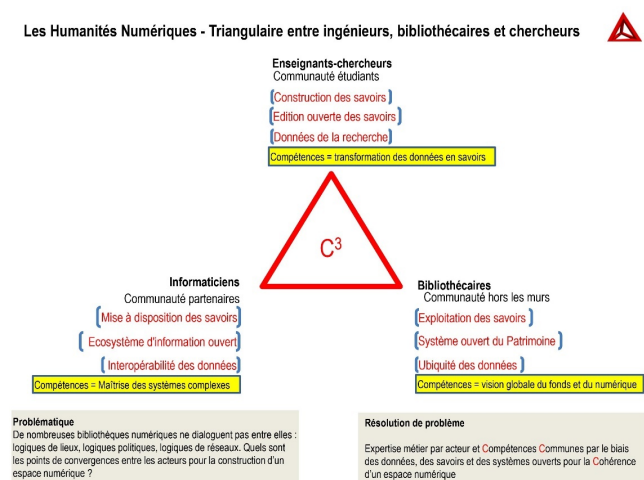 Les Humanités Numériques - Triangulaire entre ingénieurs, bibliothécaires et chercheurs
Enseignants-chercheurs
Communauté étudiants
[Construction des savoirs]
[Edition ouverte des savoirs]
[Données de la recherche]
Compétences = transformation des données en savoirs
C³
Informaticiens
Communauté partenaires
[Mise à disposition des savoirs]
[Ecosystème d'information ouvert]
[Interopérabilité des données]
Compétences = Maîtrise des systèmes complexes
Bibliothécaires
Communauté hors les murs
[Exploitation des savoirs]
[Système ouvert du Patrimoine]
[Ubiquité des données]
Compétences = vision globale du fonds et du numérique
Problématique
De nombreuses bibliothèques numériques ne dialoguent pas entre elles :
logiques de lieux, logiques politiques, logiques de réseaux. Quels sont
les points de convergences entre les acteurs pour la construction d'un
espace numérique ?
Résolution de problème
Expertise métier par acteur et Compétences Communes par le biais
des données, des savoirs et des systèmes ouverts pour la Cohérence
d'un espace numérique